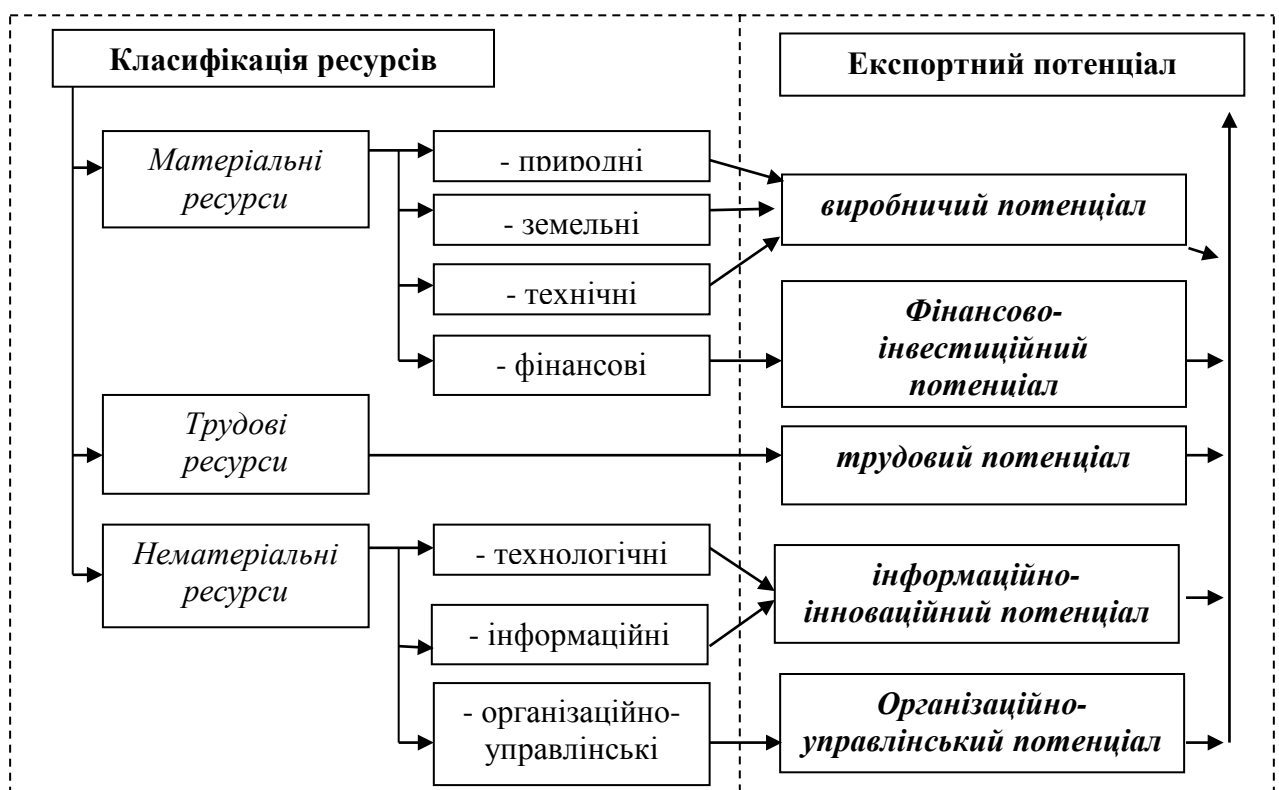 Класифікація ресурсів
Експортний потенціал
Матеріальні
ресурси
- природні
- земельні
- технічні
- фінансові
виробничий потенціал
Фінансово-
інвестиційний
потенціал
Трудові
ресурси
трудовий потенціал
Нематеріальні
ресурси
- технологічні
- інформаційні
- організаційно-
управлінські
інформаційно-
інноваційний потенціал
Організаційно-
управлінський потенціал